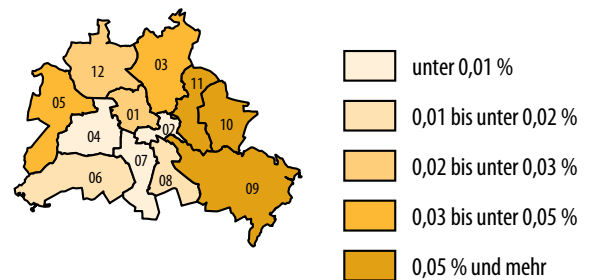 03
12
11
05
01
10
02
04
07
06
08
09
unter 0,01 %
0,01 bis unter 0,02 %
0,02 bis unter 0,03 %
0,03 bis unter 0,05 %
0,05 % und mehr